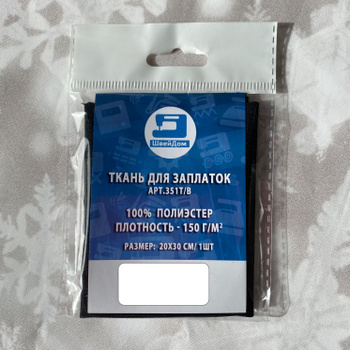 ШвейДом
ТКАНЬ ДЛЯ ЗАПЛАТОК
АРТ.351Т/В
100% ПОЛИЭСТЕР
ПЛОТНОСТЬ - 150 Г/М²
РАЗМЕР: 20Х30 СМ/ 1ШТ